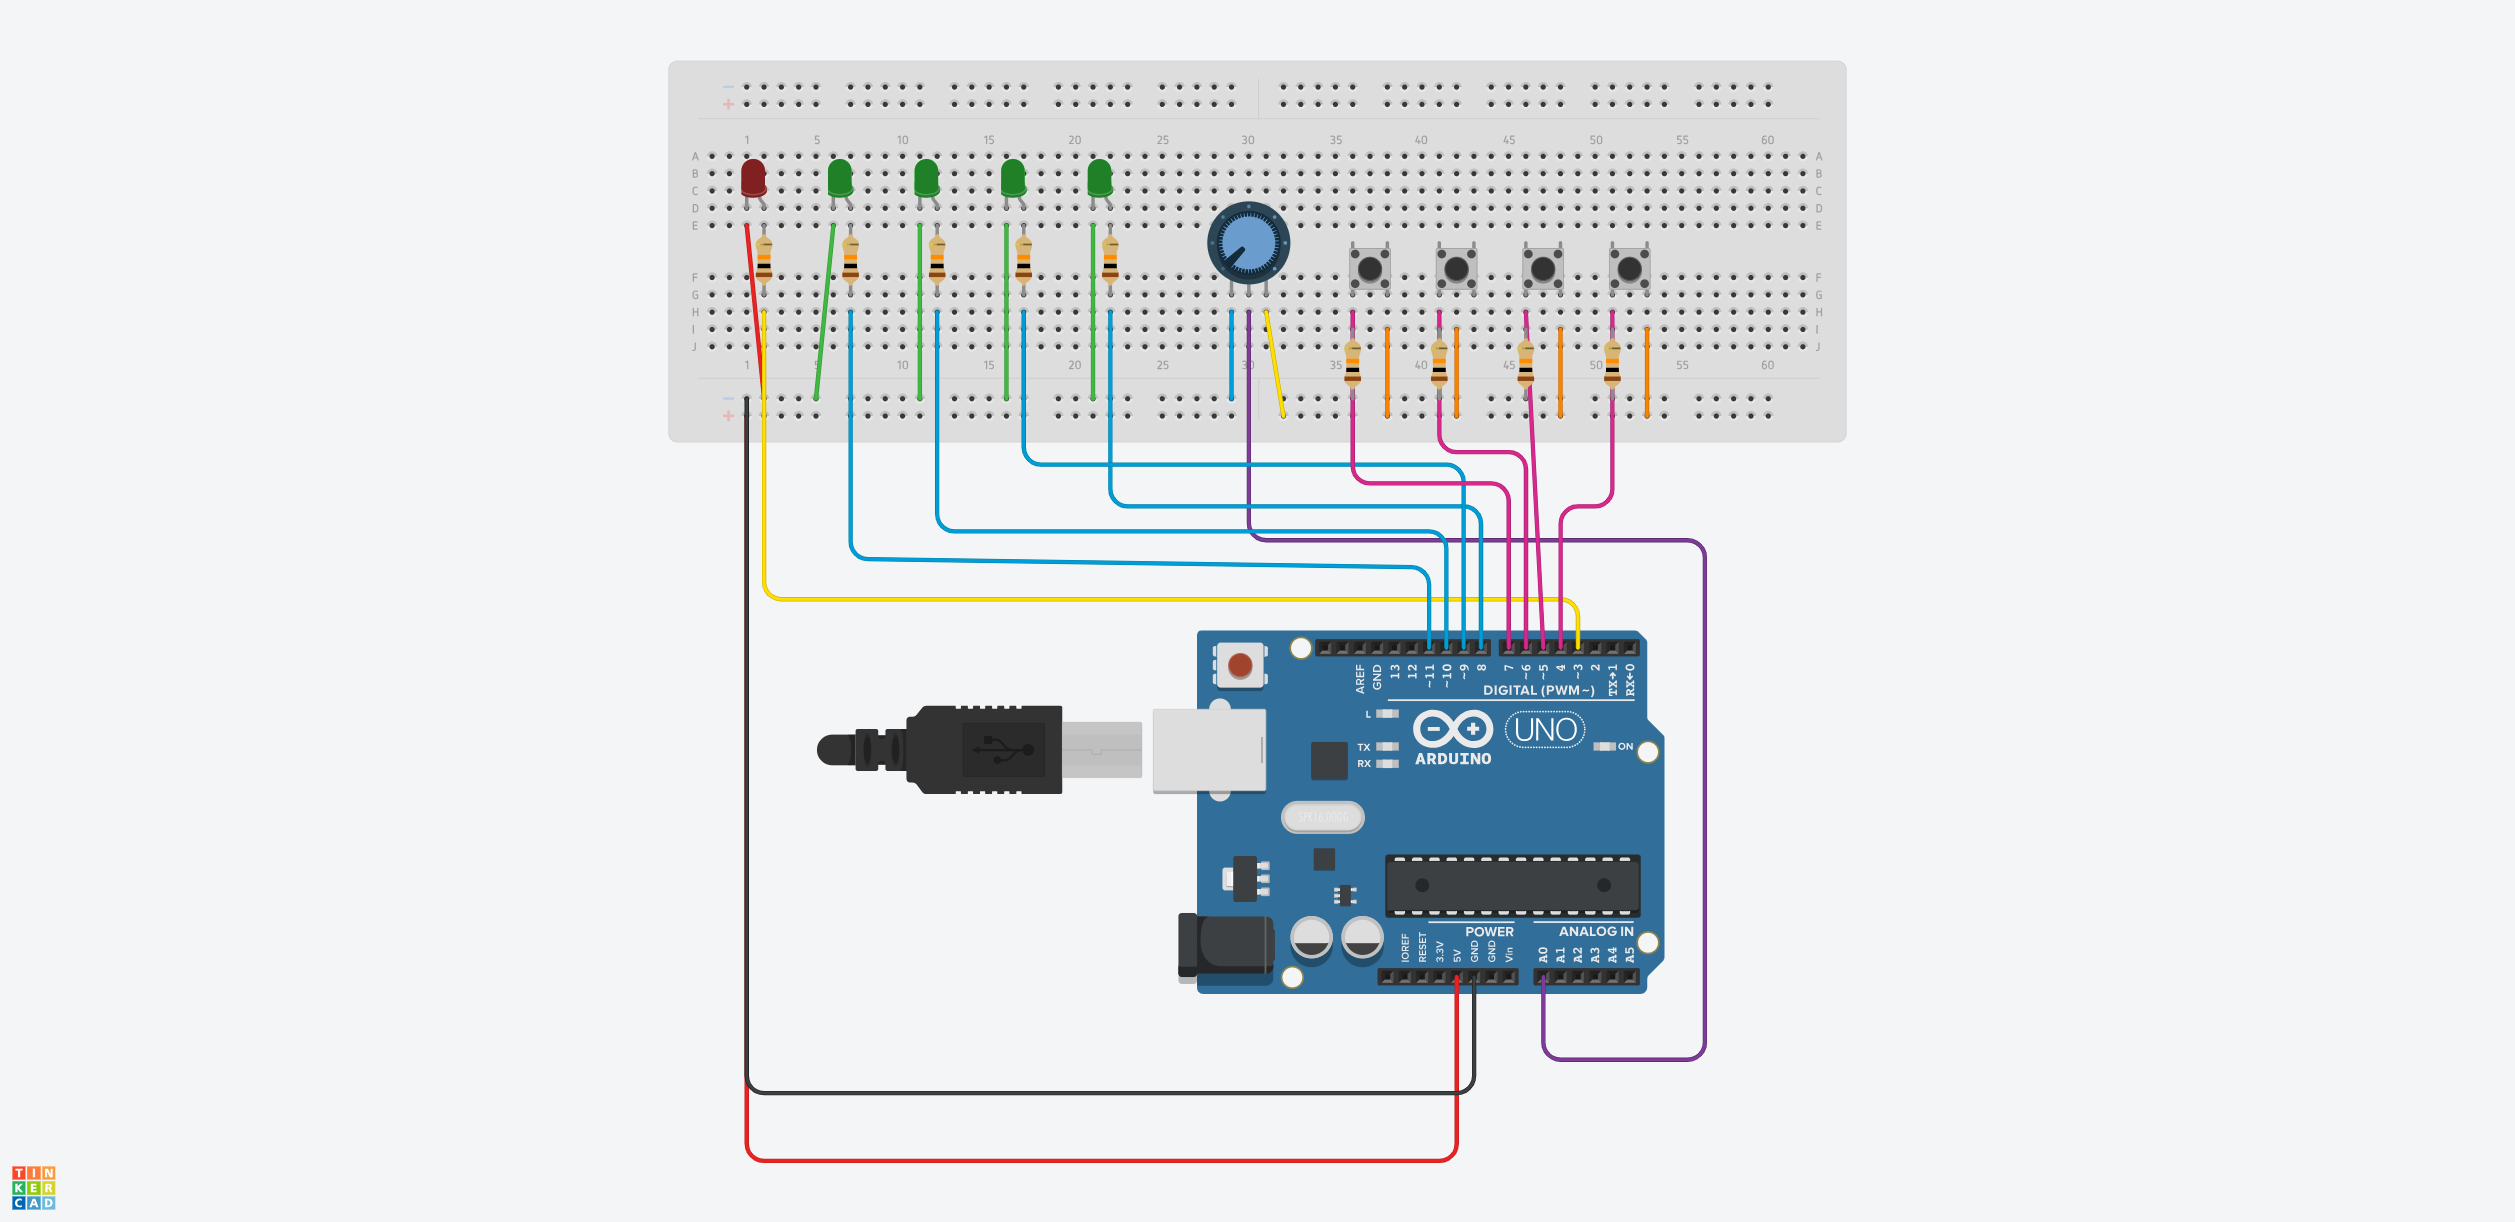 1 5 10 15 20 25 30 35 40 45 50 55 60
A A
B B
C C
D D
E E
F F
G G
H H
I I
J J
1 5 10 15 20 25 30 35 40 45 50 55 60
AREF
GND
13
12
~11
~10
~9
8
7
~6
~5
4
~3
2
TX→1
RX←0
DIGITAL (PWM~)
L
TX
RX
UNO
ON
ARDUINO
SPK16.000G
POWER
ANALOG IN
IOREF
RESET
3.3V
5V
GND
GND
Vin
A0
A1
A2
A3
A4
A5
TIN
KER
CAD